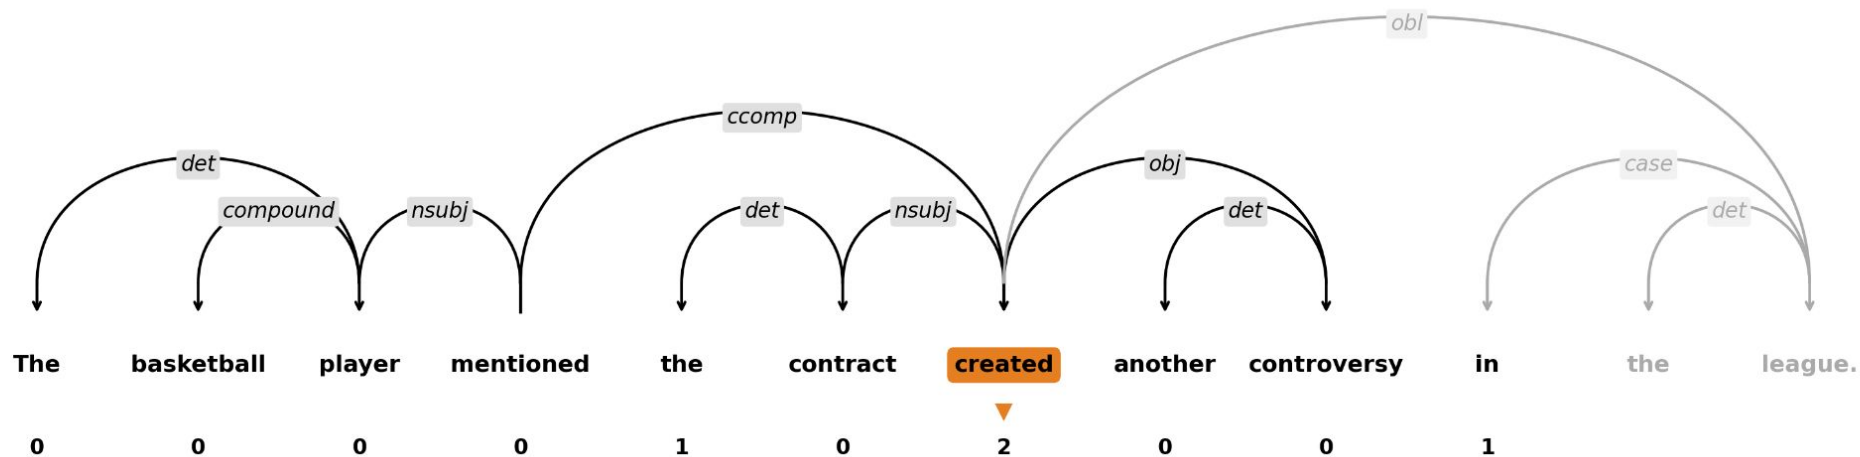 obl
ccomp
det obj case
compound nsubj det nsubj det det
The basketball player mentioned the contract created another controversy in the league.
0 0 0 0 1 0 2 0 0 1